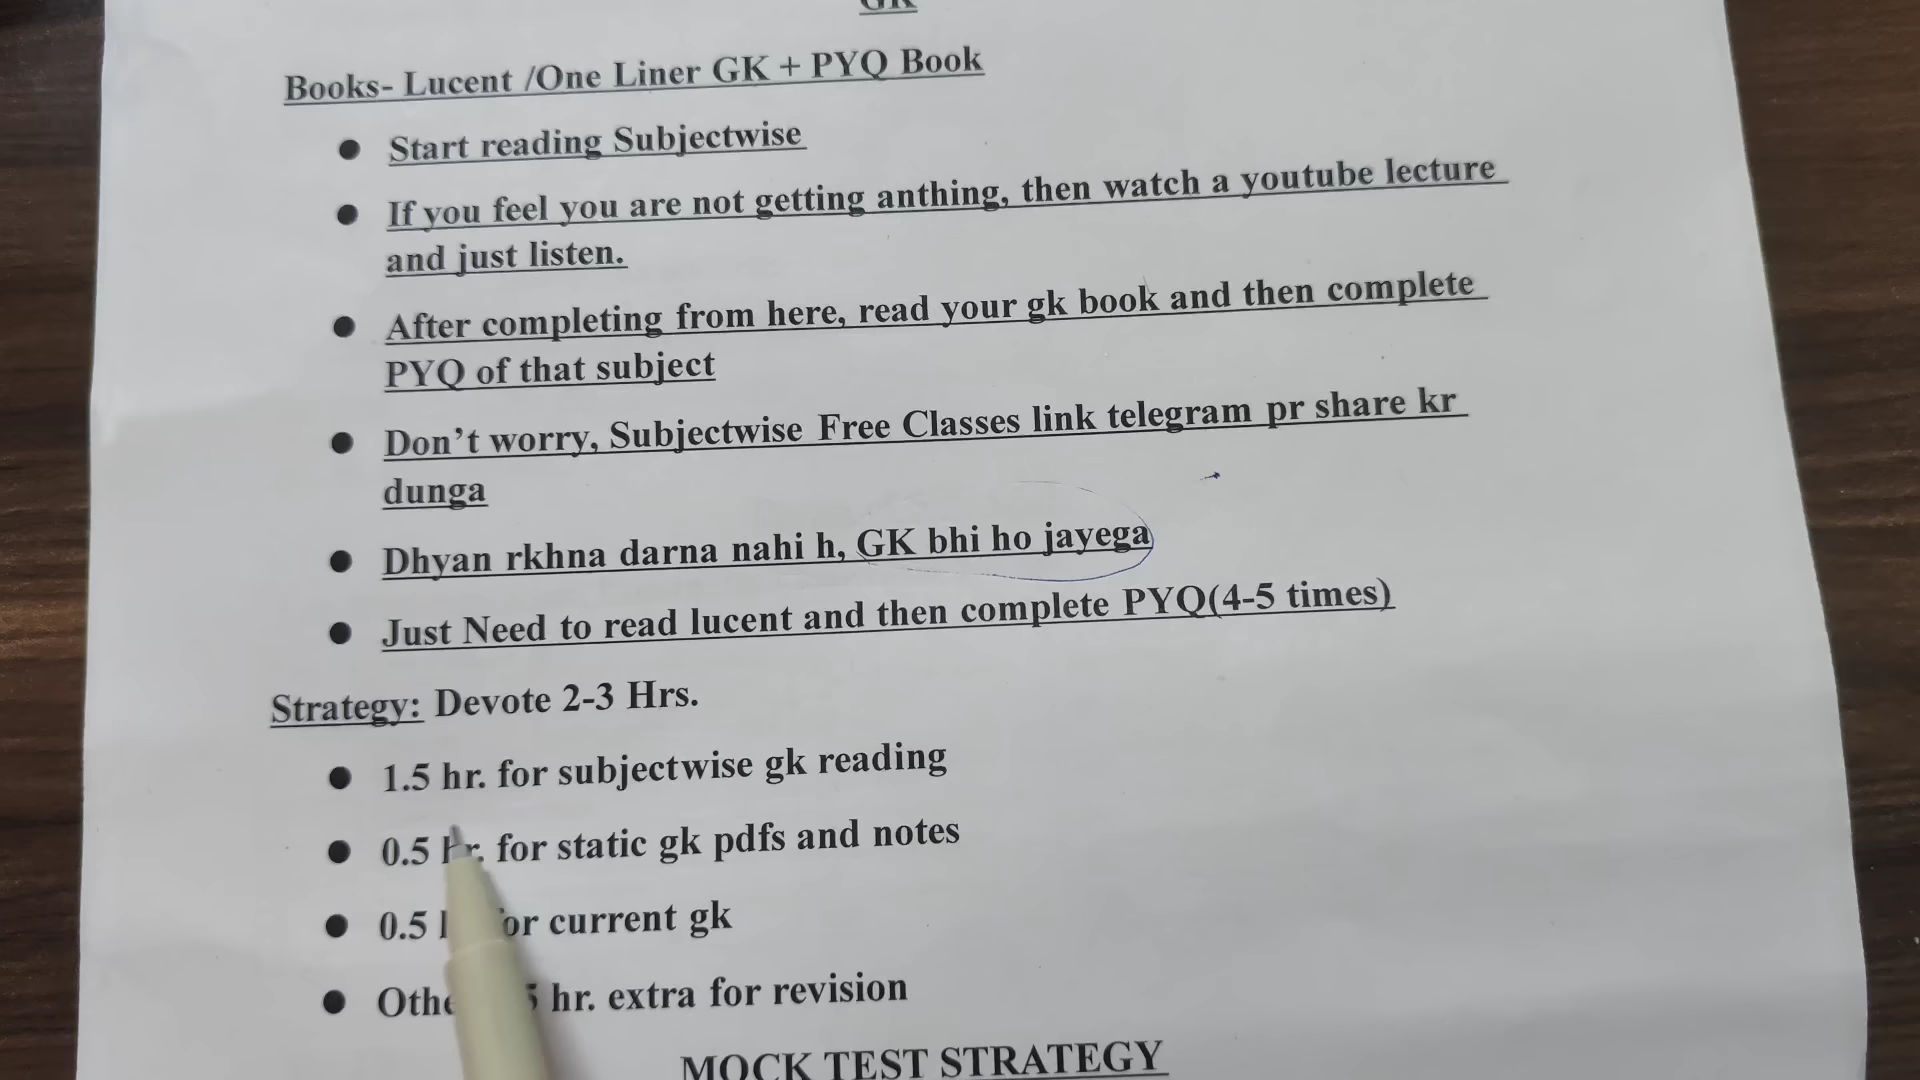 GK
Books- Lucent /One Liner GK + PYQ Book
● Start reading Subjectwise
● If you feel you are not getting anthing, then watch a youtube lecture
and just listen.
● After completing from here, read your gk book and then complete
PYQ of that subject
● Don’t worry, Subjectwise Free Classes link telegram pr share kr
dunga
● Dhyan rkhna darna nahi h, GK bhi ho jayega
● Just Need to read lucent and then complete PYQ(4-5 times)
Strategy: Devote 2-3 Hrs.
● 1.5 hr. for subjectwise gk reading
● 0.5 hr. for static gk pdfs and notes
● 0.5 for current gk
● hr. extra for revision
MOCK TEST STRATEGY